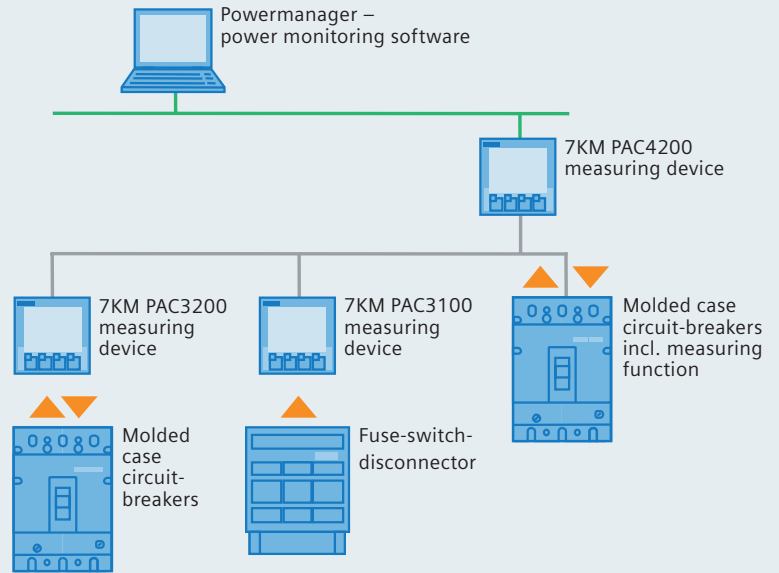 Powermanager –
power monitoring software
7KM PAC4200
measuring device
7KM PAC3200
measuring
device
7KM PAC3100
measuring
device
Molded case
circuit-breakers
incl. measuring
function
Molded
case
circuit-
breakers
Fuse-switch-
disconnector